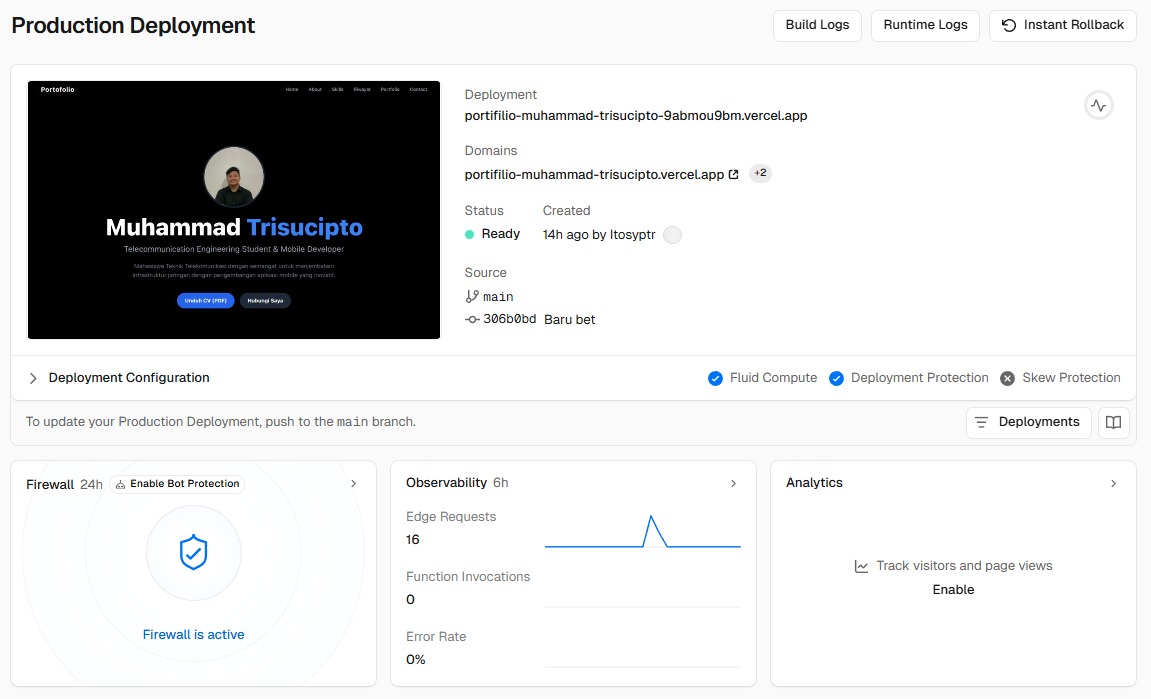 Production Deployment
Build Logs
Runtime Logs
Instant Rollback
Portofolio
Home About Skills Riwayat Portfolio Contact
Muhammad Trisucipto
Telecommunication Engineering Student & Mobile Developer
Mahasiswa Teknik Telekomunikasi dengan semangat untuk menjembatani
infrastruktur jaringan dengan pengembangan aplikasi mobile yang inovatif.
Unduh CV (PDF)
Hubungi Saya
Deployment
portifilio-muhammad-trisucipto-9abmou9bm.vercel.app
Domains
portifilio-muhammad-trisucipto.vercel.app +2
Status Created
Ready 14h ago by Itosyptr
Source
main
306b0bd Baru bet
Deployment Configuration
Fluid Compute
Deployment Protection
Skew Protection
To update your Production Deployment, push to the main branch.
Deployments
Firewall 24h Enable Bot Protection
Firewall is active
Observability 6h
Edge Requests
16
Function Invocations
0
Error Rate
0%
Analytics
Track visitors and page views
Enable